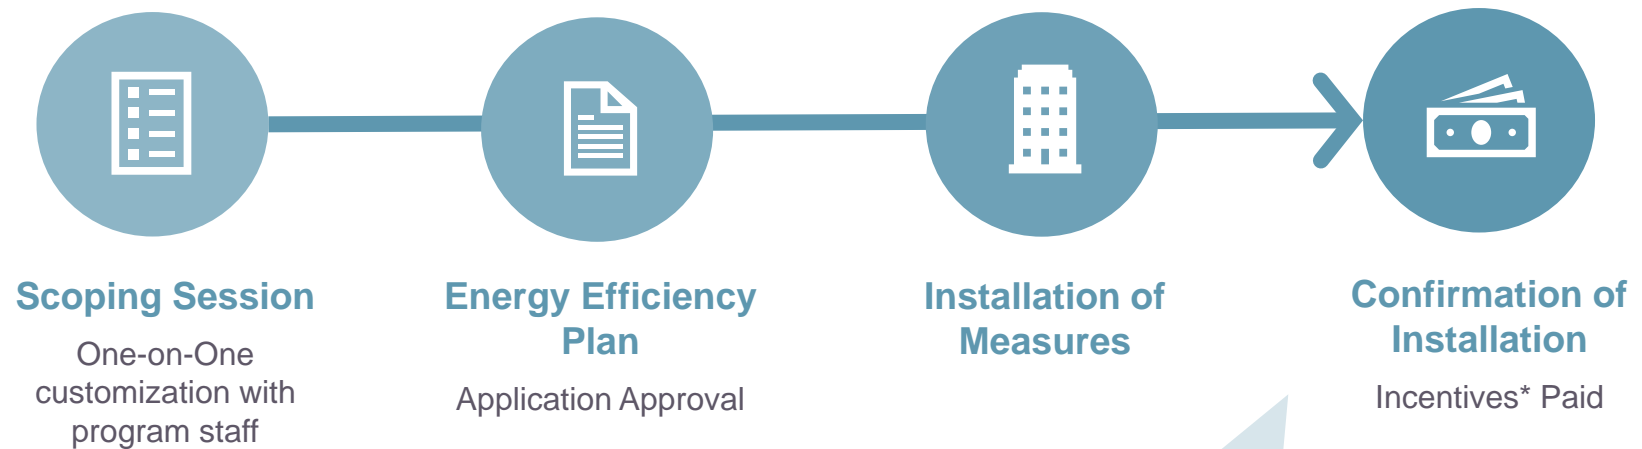 Scoping Session
One-on-One
customization with
program staff
Energy Efficiency
Plan
Application Approval
Installation of
Measures
Confirmation of
Installation
Incentives* Paid